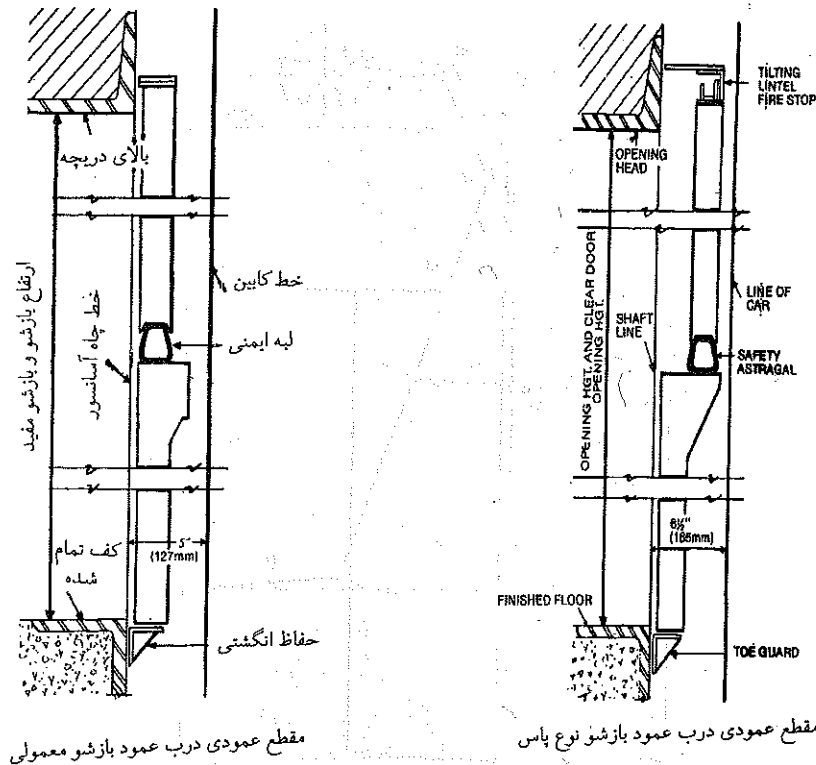 بالای دریچه
ارتفاع بازشو و بازشو مفید
خط چاه آسانسور
خط کابین
لبه ایمنی
5"
(127mm)
کف تمام
شده
حفاظ انگشتی
مقطع عمودی درب عمود بازشو معمولی
TILTING
LINTEL
FIRE STOP
OPENING
HEAD
OPENING HGT. AND CLEAR DOOR
OPENING HGT.
SHAFT
LINE
LINE OF
CAR
SAFETY
ASTRAGAL
6½"
(165mm)
FINISHED FLOOR
TOE GUARD
مقطع عمودی درب عمود بازشو نوع پاس